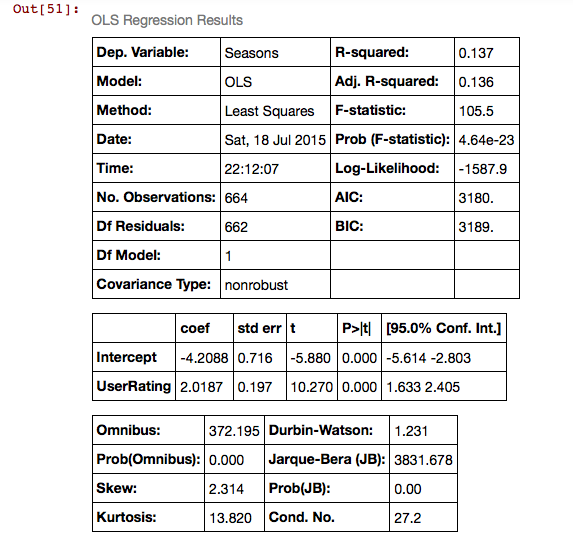 Out[51]:
OLS Regression Results
Dep. Variable: Seasons R-squared: 0.137
Model: OLS Adj. R-squared: 0.136
Method: Least Squares F-statistic: 105.5
Date: Sat, 18 Jul 2015 Prob (F-statistic): 4.64e-23
Time: 22:12:07 Log-Likelihood: -1587.9
No. Observations: 664 AIC: 3180.
Df Residuals: 662 BIC: 3189.
Df Model: 1
Covariance Type: nonrobust
coef std err t P>|t| [95.0% Conf. Int.]
Intercept -4.2088 0.716 -5.880 0.000 -5.614 -2.803
UserRating 2.0187 0.197 10.270 0.000 1.633 2.405
Omnibus: 372.195 Durbin-Watson: 1.231
Prob(Omnibus): 0.000 Jarque-Bera (JB): 3831.678
Skew: 2.314 Prob(JB): 0.00
Kurtosis: 13.820 Cond. No. 27.2